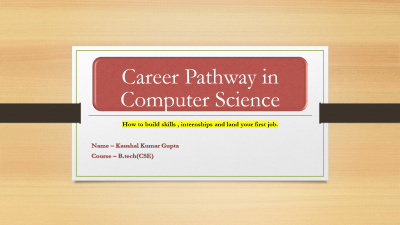 Career Pathway in
Computer Science
How to build skills , internships and land your first job.
Name – Kaushal Kumar Gupta
Course – B.tech(CSE)